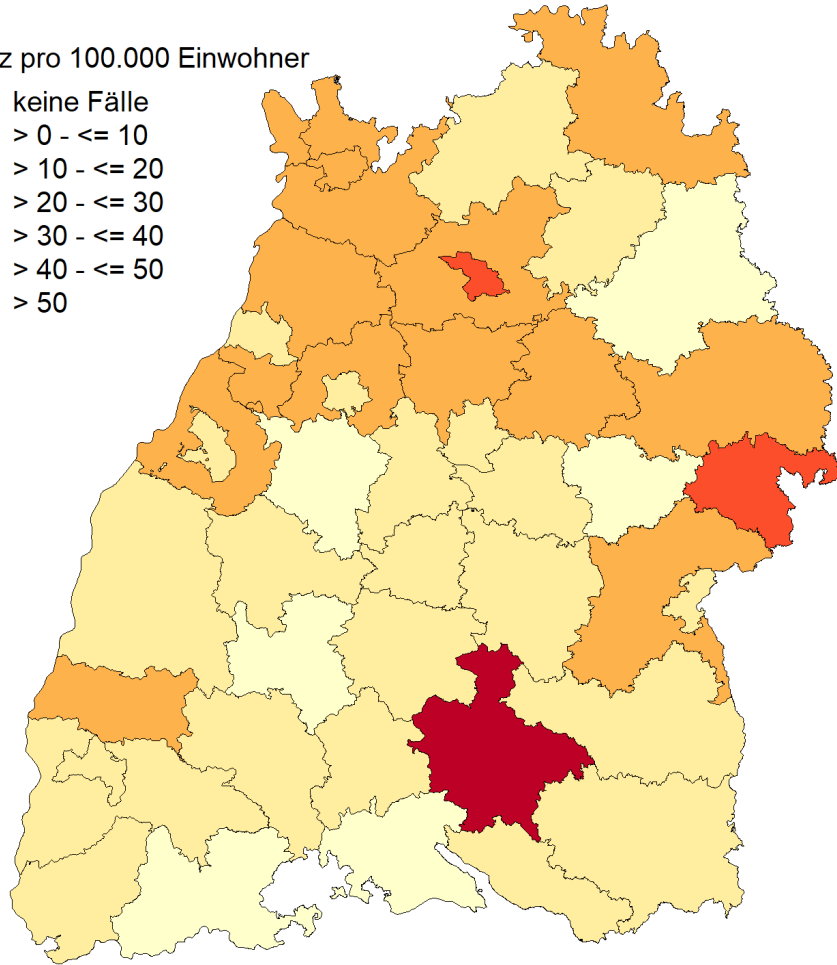 z pro 100.000 Einwohner
keine Fälle
> 0 - <= 10
> 10 - <= 20
> 20 - <= 30
> 30 - <= 40
> 40 - <= 50
> 50